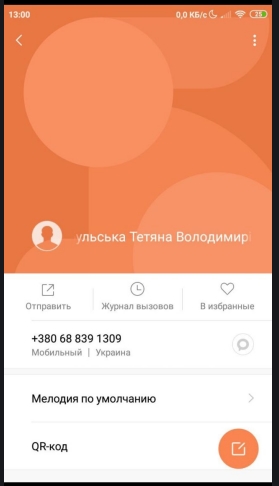 13:00 0,0 КБ/с 25
ульська Тетяна Володимир
Отправить Журнал вызовов В избранные
+380 68 839 1309
Мобильный | Украина
Мелодия по умолчанию
QR-код